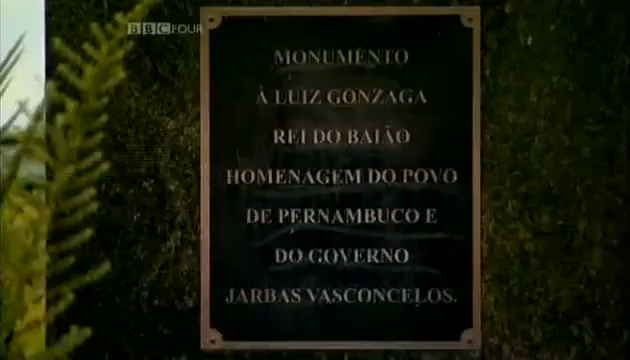 BBC FOUR
MONUMENTO
À LUIZ GONZAGA
REI DO BAIÃO
HOMENAGEM DO POVO
DE PERNAMBUCO E
DO GOVERNO
JARBAS VASCONCELOS.